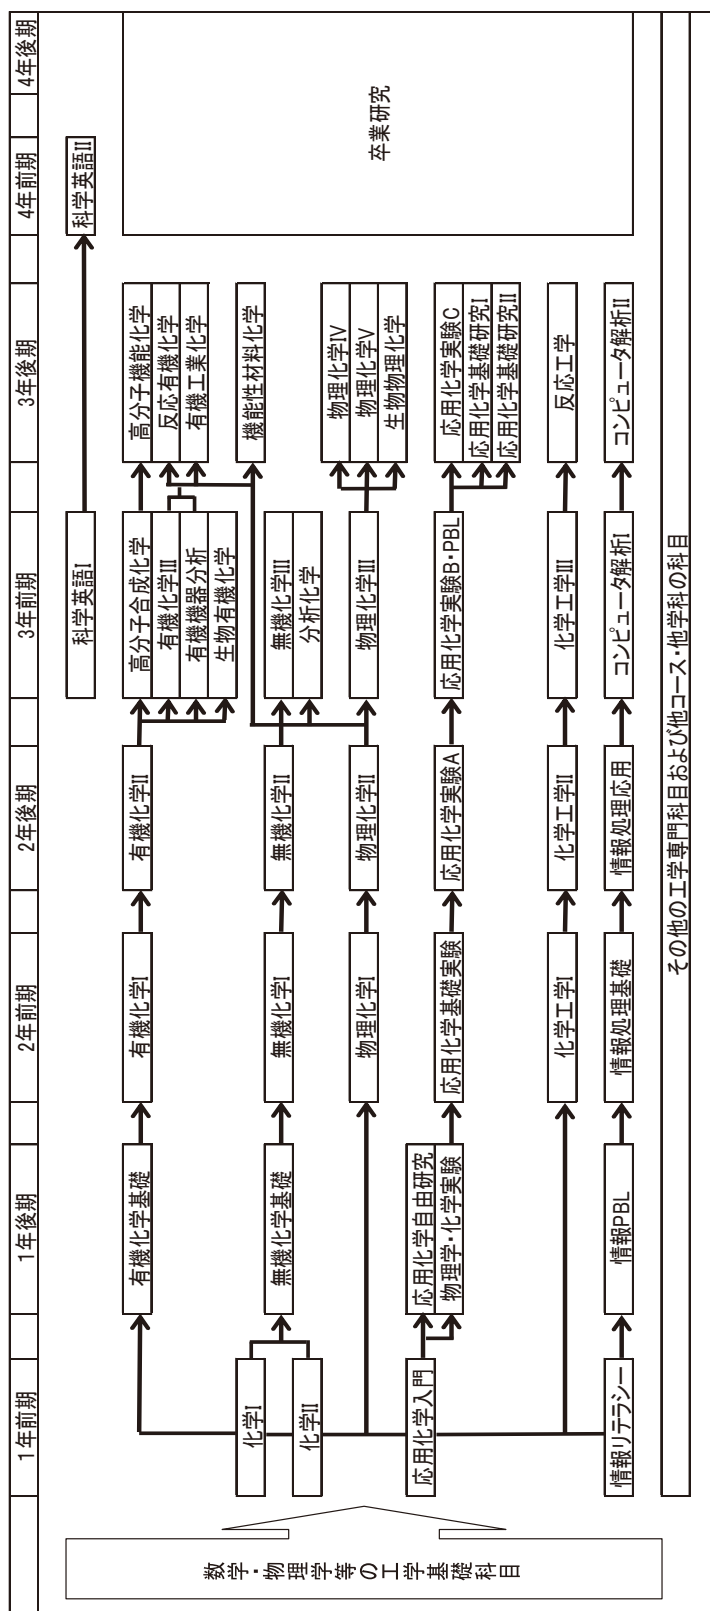 1年前期
1年後期
2年前期
2年後期
3年前期
3年後期
4年前期
4年後期
数学・物理学等の工学基礎科目
科学英語I
科学英語II
有機化学基礎
有機化学I
有機化学II
高分子合成化学
有機化学III
有機機器分析
生物有機化学
高分子機能化学
反応有機化学
有機工業化学
機能性材料化学
化学I
化学II
無機化学基礎
無機化学I
無機化学II
無機化学III
分析化学
物理化学I
物理化学II
物理化学III
物理化学IV
物理化学V
生物物理化学
応用化学入門
応用化学自由研究
物理学・化学実験
応用化学基礎実験
応用化学実験A
応用化学実験B・PBL
応用化学実験C
応用化学基礎研究I
応用化学基礎研究II
化学工学I
化学工学II
化学工学III
反応工学
情報リテラシー
情報PBL
情報処理基礎
情報処理応用
コンピュータ解析I
コンピュータ解析II
卒業研究
その他の工学専門科目および他コース・他学科の科目